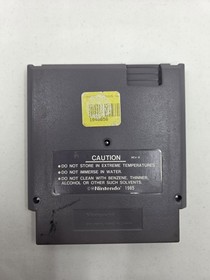 CAUTION
•DO NOT STORE IN EXTREME TEMPERATURES.
•DO NOT IMMERSE IN WATER.
•DO NOT CLEAN WITH BENZENE, THINNER,
ALCOHOL OR OTHER SUCH SOLVENTS.
Nintendo 1985